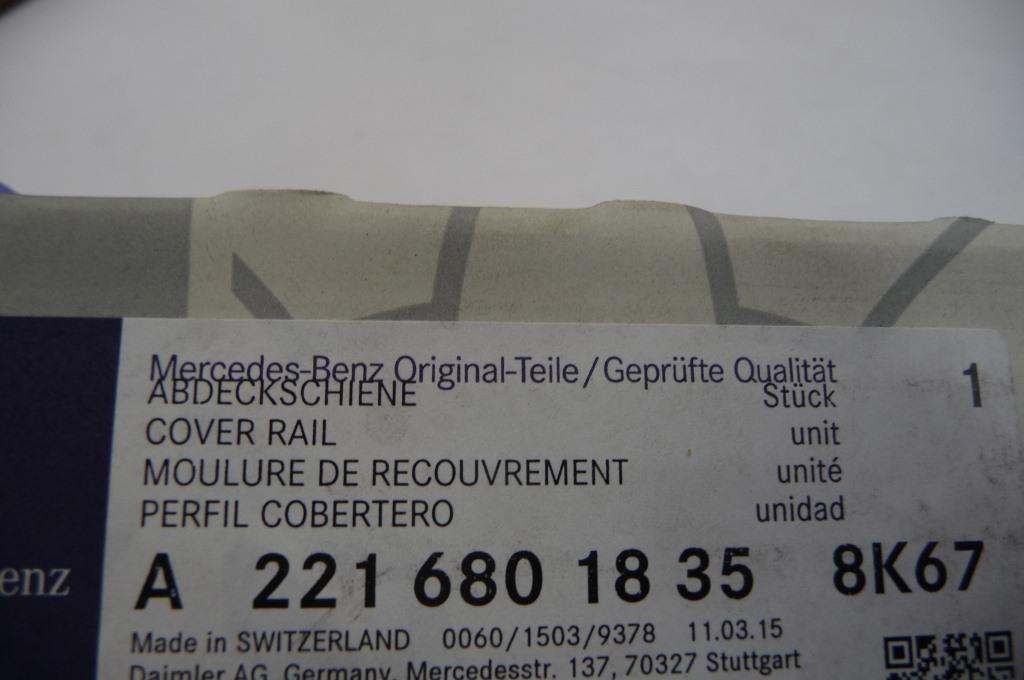 Mercedes-Benz Original-Teile/Geprüfte Qualität
ABDECKSCHIENE Stück 1
COVER RAIL unit
MOULURE DE RECOUVREMENT unité
PERFIL COBERTERO unidad
enz
A 221 680 18 35 8K67
Made in SWITZERLAND 0060/1503/9378 11.03.15
Daimler AG, Germany, Mercedesstr. 137, 70327 Stuttgart